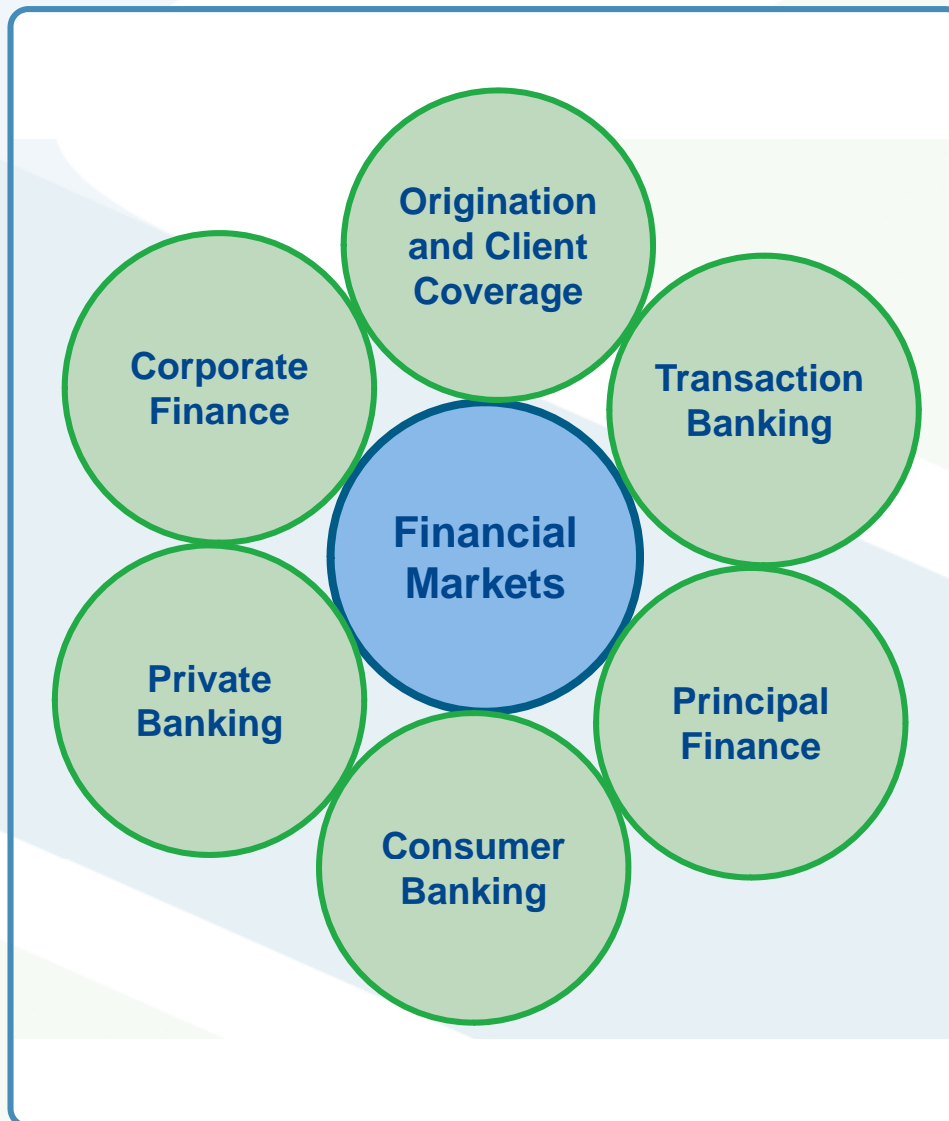 Origination
and Client
Coverage
Corporate
Finance
Transaction
Banking
Financial
Markets
Private
Banking
Principal
Finance
Consumer
Banking